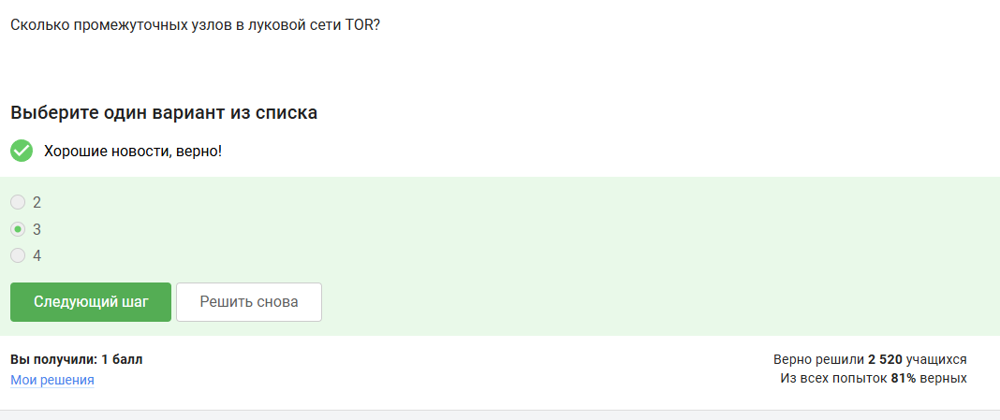 Сколько промежуточных узлов в луковой сети TOR?
Выберите один вариант из списка
Хорошие новости, верно!
2
3
4
Следующий шаг
Решить снова
Вы получили: 1 балл
Мои решения
Верно решили 2 520 учащихся
Из всех попыток 81% верных